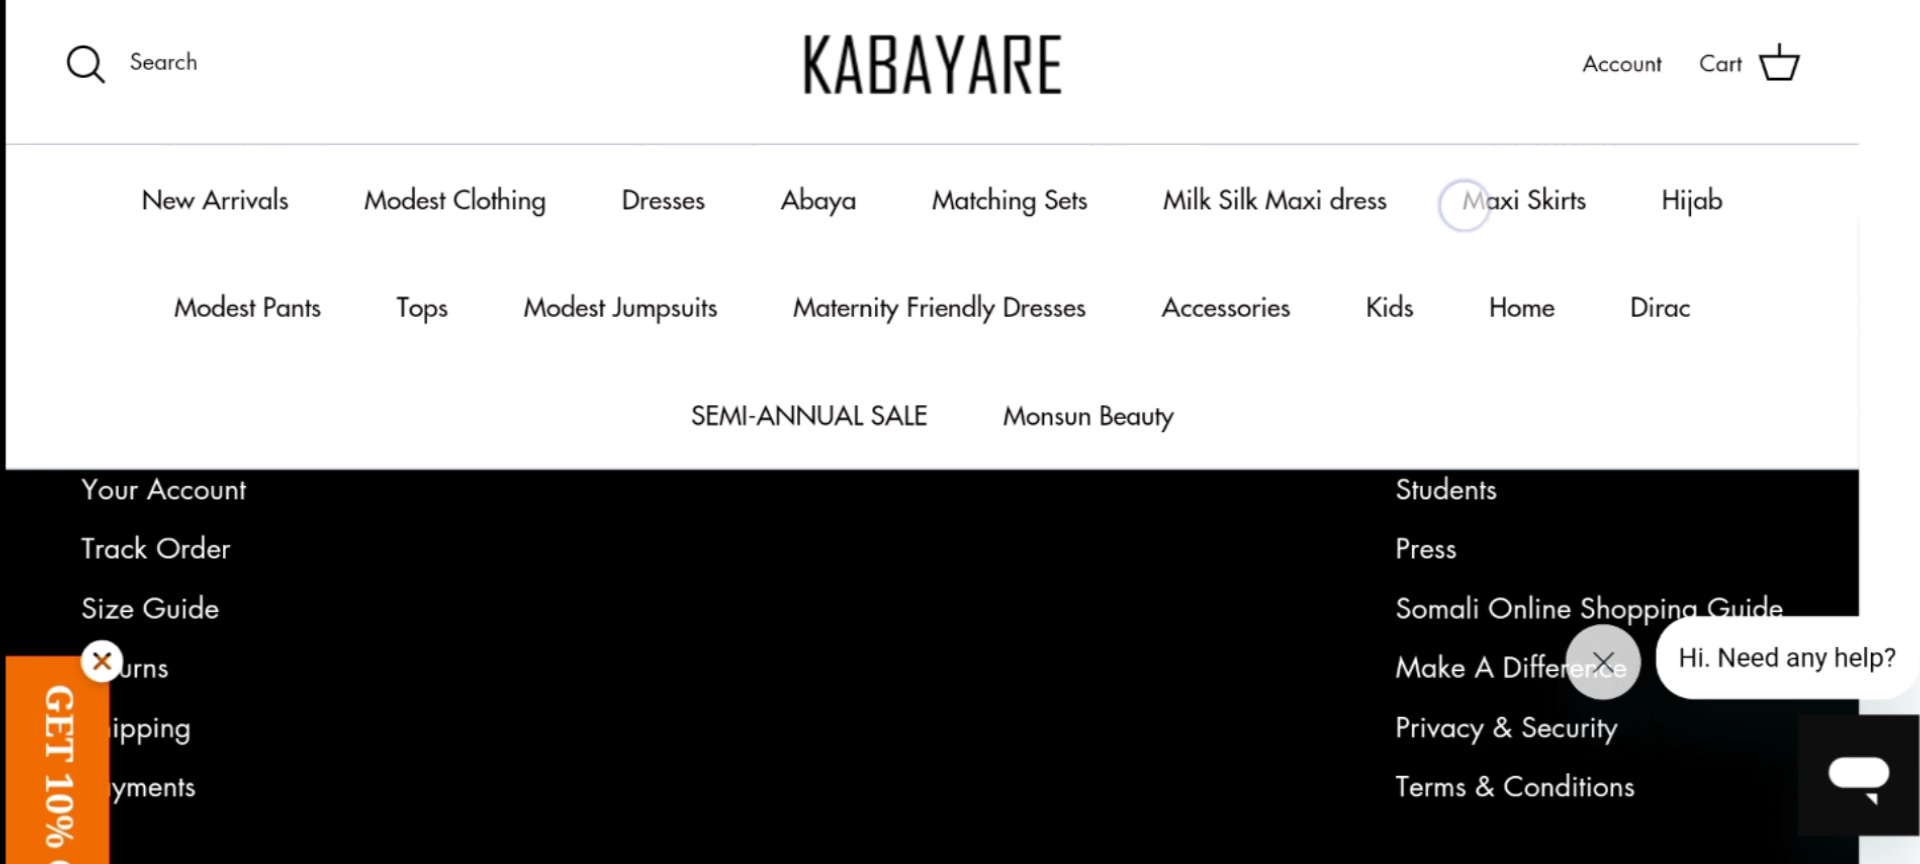 Search
KABAYARE
Account
Cart
New Arrivals
Modest Clothing
Dresses
Abaya
Matching Sets
Milk Silk Maxi dress
Maxi Skirts
Hijab
Modest Pants
Tops
Modest Jumpsuits
Maternity Friendly Dresses
Accessories
Kids
Home
Dirac
SEMI-ANNUAL SALE
Monsun Beauty
Your Account
Track Order
Size Guide
urns
ipping
yments
Students
Press
Somali Online Shopping Guide
Make A Difference
Privacy & Security
Terms & Conditions
Hi. Need any help?
GET 10%